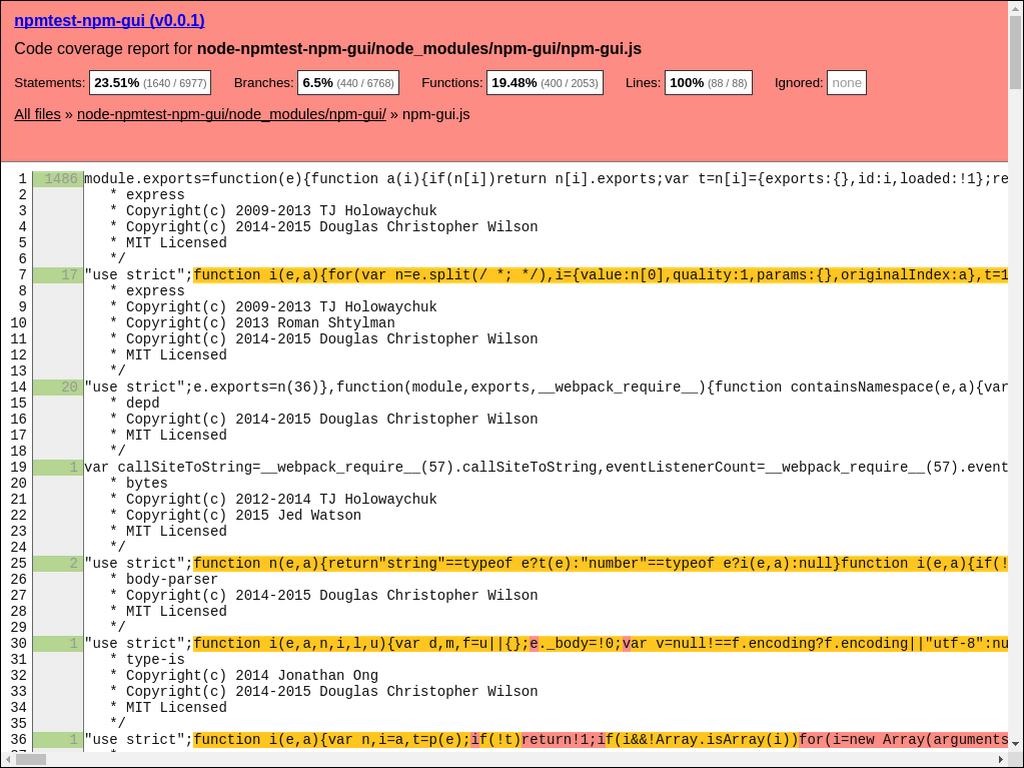 npmtest-npm-gui (v0.0.1)
Code coverage report for node-npmtest-npm-gui/node_modules/npm-gui/npm-gui.js
Statements: 23.51% (1640 / 6977) Branches: 6.5% (440 / 6768) Functions: 19.48% (400 / 2053) Lines: 100% (88 / 88) Ignored: none
All files » node-npmtest-npm-gui/node_modules/npm-gui/ » npm-gui.js
1 1486 module.exports=function(e){function a(i){if(n[i])return n[i].exports;var t=n[i]={exports:{},id:i,loaded:!1};re
2 * express
3 * Copyright(c) 2009-2013 TJ Holowaychuk
4 * Copyright(c) 2014-2015 Douglas Christopher Wilson
5 * MIT Licensed
6 */
7 17 "use strict";function i(e,a){for(var n=e.split(/ *; */),i={value:n[0],quality:1,params:{},originalIndex:a},t=1
8 * express
9 * Copyright(c) 2009-2013 TJ Holowaychuk
10 * Copyright(c) 2013 Roman Shtylman
11 * Copyright(c) 2014-2015 Douglas Christopher Wilson
12 * MIT Licensed
13 */
14 20 "use strict";e.exports=n(36)},function(module,exports,__webpack_require__){function containsNamespace(e,a){var
15 * depd
16 * Copyright(c) 2014-2015 Douglas Christopher Wilson
17 * MIT Licensed
18 */
19 1 var callSiteToString=__webpack_require__(57).callSiteToString,eventListenerCount=__webpack_require__(57).event
20 * bytes
21 * Copyright(c) 2012-2014 TJ Holowaychuk
22 * Copyright(c) 2015 Jed Watson
23 * MIT Licensed
24 */
25 2 "use strict";function n(e,a){return"string"==typeof e?t(e):"number"==typeof e?i(e,a):null}function i(e,a){if(!
26 * body-parser
27 * Copyright(c) 2014-2015 Douglas Christopher Wilson
28 * MIT Licensed
29 */
30 1 "use strict";function i(e,a,n,i,l,u){var d,m,f=u||{};e._body=!0;var v=null!==f.encoding?f.encoding||"utf-8":nu
31 * type-is
32 * Copyright(c) 2014 Jonathan Ong
33 * Copyright(c) 2014-2015 Douglas Christopher Wilson
34 * MIT Licensed
35 */
36 1 "use strict";function i(e,a){var n,i=a,t=p(e);if(!t)return!1;if(i&&!Array.isArray(i))for(i=new Array(arguments